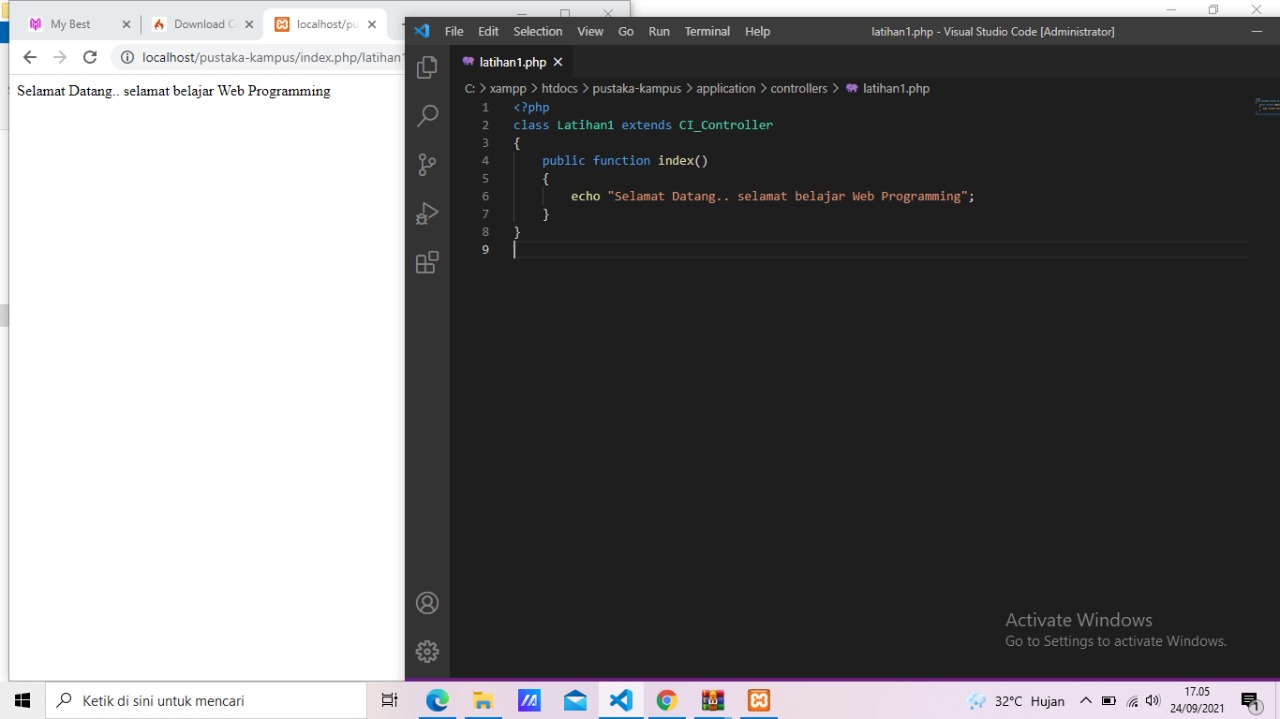 My Best
Download C
localhost/pu
localhost/pustaka-kampus/index.php/latihan1
Selamat Datang.. selamat belajar Web Programming
File Edit Selection View Go Run Terminal Help
latihan1.php - Visual Studio Code [Administrator]
latihan1.php
C: > xampp > htdocs > pustaka-kampus > application > controllers > latihan1.php
1 <?php
2 class Latihan1 extends CI_Controller
3 {
4     public function index()
5     {
6         echo "Selamat Datang.. selamat belajar Web Programming";
7     }
8 }
9
Activate Windows
Go to Settings to activate Windows.
Ketik di sini untuk mencari
32°C Hujan
17.05
24/09/2021
1